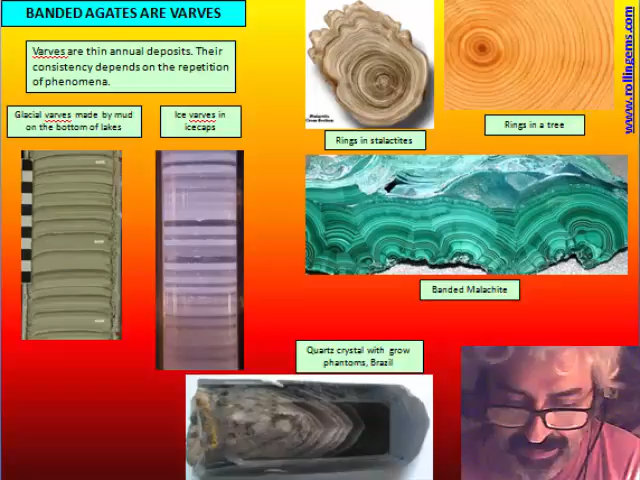 BANDED AGATES ARE VARVES
Varves are thin annual deposits. Their
consistency depends on the repetition
of phenomena.
Glacial varves made by mud
on the bottom of lakes
Ice varves in
icecaps
Rings in stalactites
Rings in a tree
www.rollingems.com
Banded Malachite
Quartz crystal with grow
phantoms, Brazil